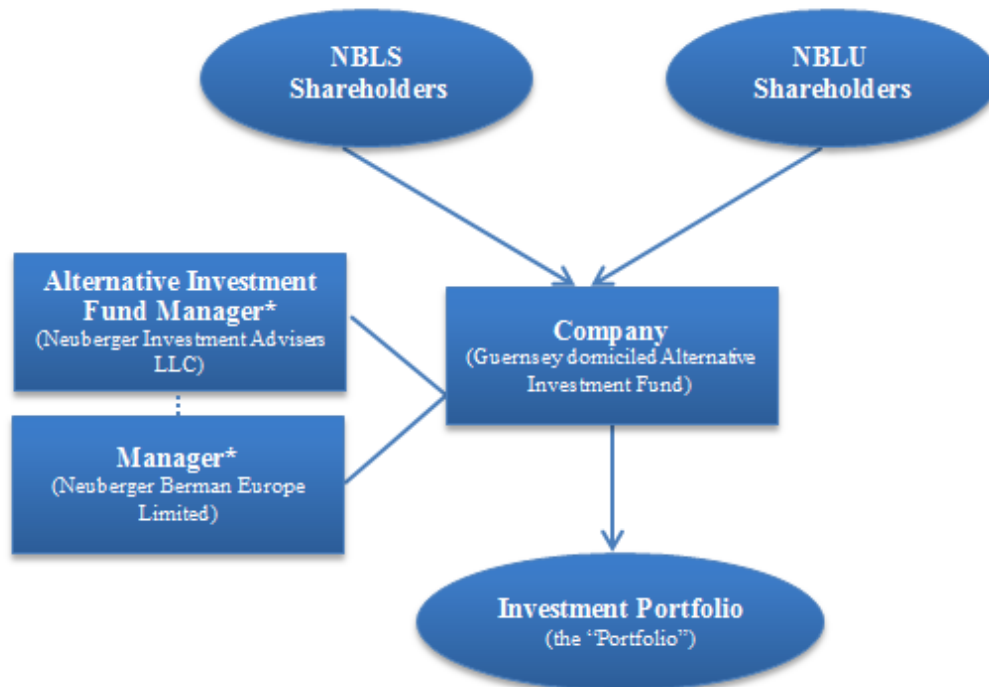 NBLS
Shareholders
NBLU
Shareholders
Alternative Investment
Fund Manager*
(Neuberger Investment Advisers
LLC)
Company
(Guernsey domiciled Alternative
Investment Fund)
Manager*
(Neuberger Berman Europe
Limited)
Investment Portfolio
(the “Portfolio”)